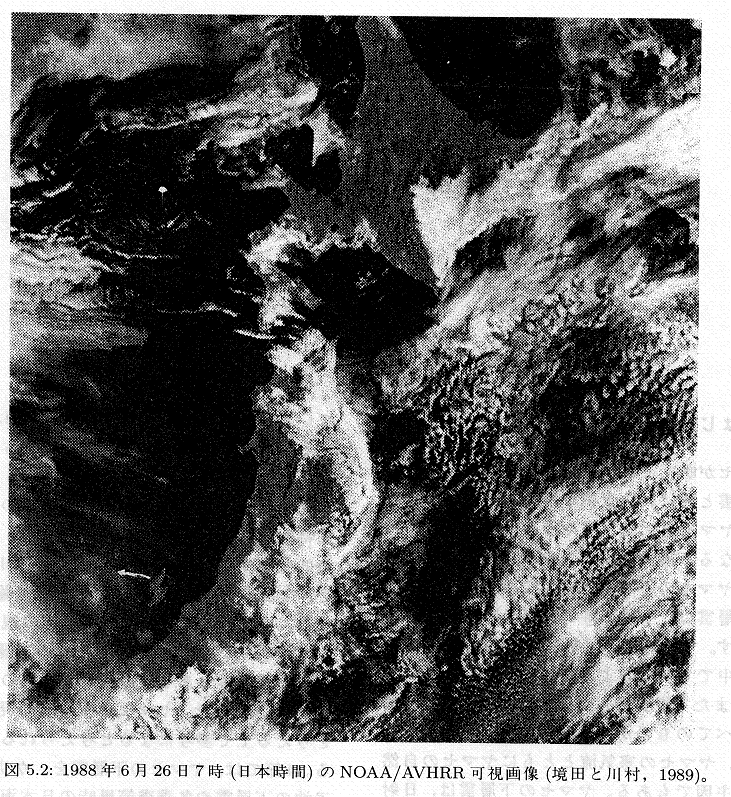 図 5.2: 1988 年 6 月 26 日 7 時 (日本時間) の NOAA/AVHRR 可視画像 (境田と川村, 1989)。